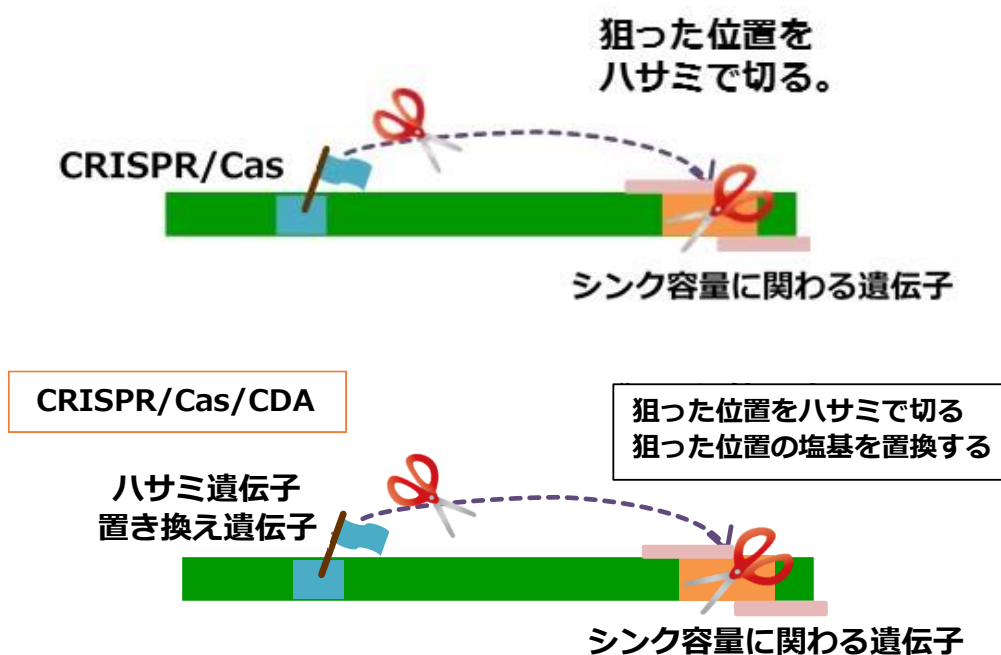 狙った位置を
ハサミで切る。
CRISPR/Cas
シンク容量に関わる遺伝子
CRISPR/Cas/CDA
狙った位置をハサミで切る
狙った位置の塩基を置換する
ハサミ遺伝子
置き換え遺伝子
シンク容量に関わる遺伝子